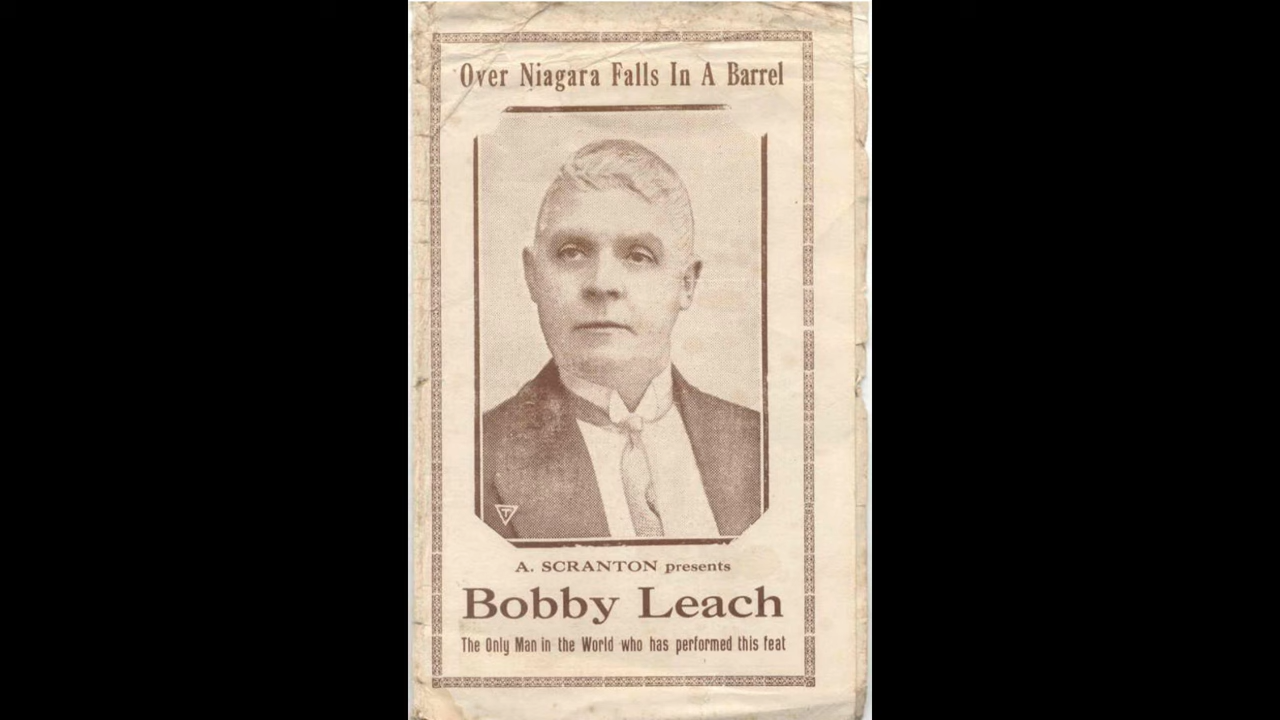 Over Niagara Falls In A Barrel
T
A. SCRANTON presents
Bobby Leach
The Only Man in the World who has performed this feat